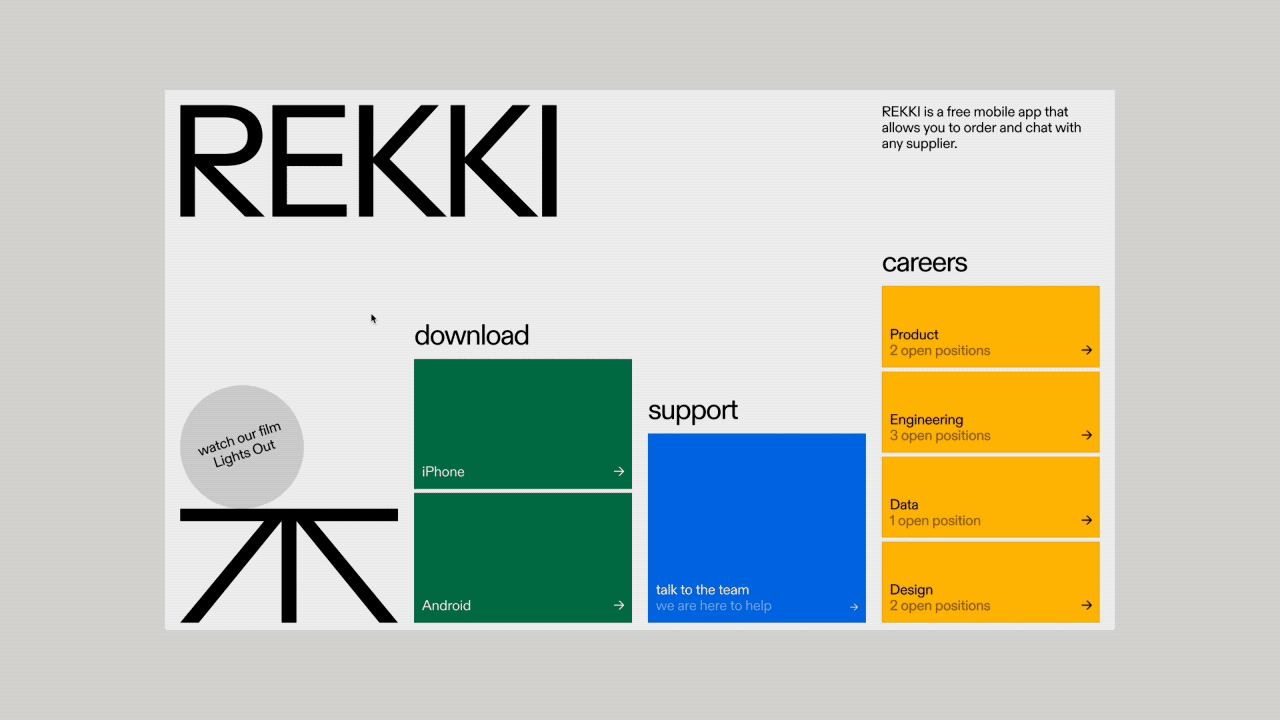 REKKI
REKKI is a free mobile app that
allows you to order and chat with
any supplier.
watch our film
Lights Out
download
iPhone
Android
support
talk to the team
we are here to help
careers
Product
2 open positions
Engineering
3 open positions
Data
1 open position
Design
2 open positions